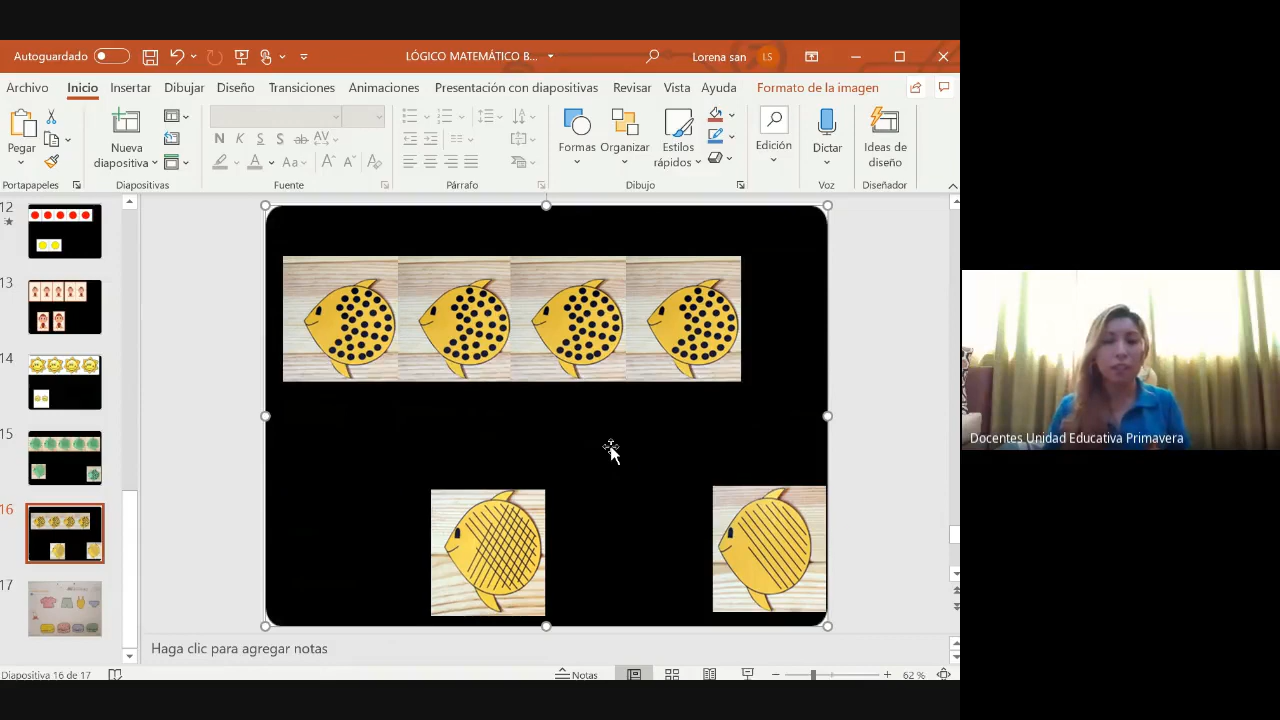 Autoguardado
LÓGICO MATEMÁTICO B...
Lorena san
LS
Archivo Inicio Insertar Dibujar Diseño Transiciones Animaciones Presentación con diapositivas Revisar Vista Ayuda Formato de la imagen
Pegar
Nueva
diapositiva
N K S S ab AV
A Aa A A A
Formas Organizar Estilos
rápidos
Edición
Dictar
Ideas de
diseño
Portapapeles Diapositivas Fuente Párrafo Dibujo Voz Diseñador
12
13
14
15
16
17
Docentes Unidad Educativa Primavera
Haga clic para agregar notas
Diapositiva 16 de 17
Notas
62 %